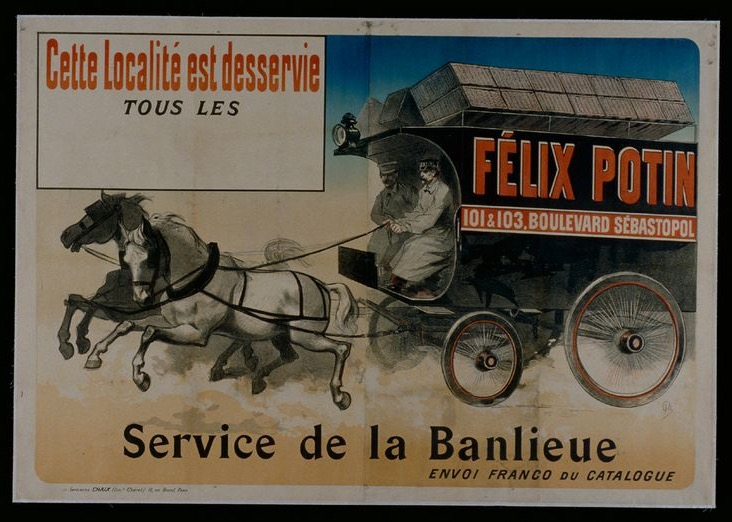 Cette Localité est desservie
TOUS LES
FÉLIX POTIN
101 & 103, BOULEVARD SÉBASTOPOL
Service de la Banlieue
ENVOI FRANCO DU CATALOGUE
CHAIX